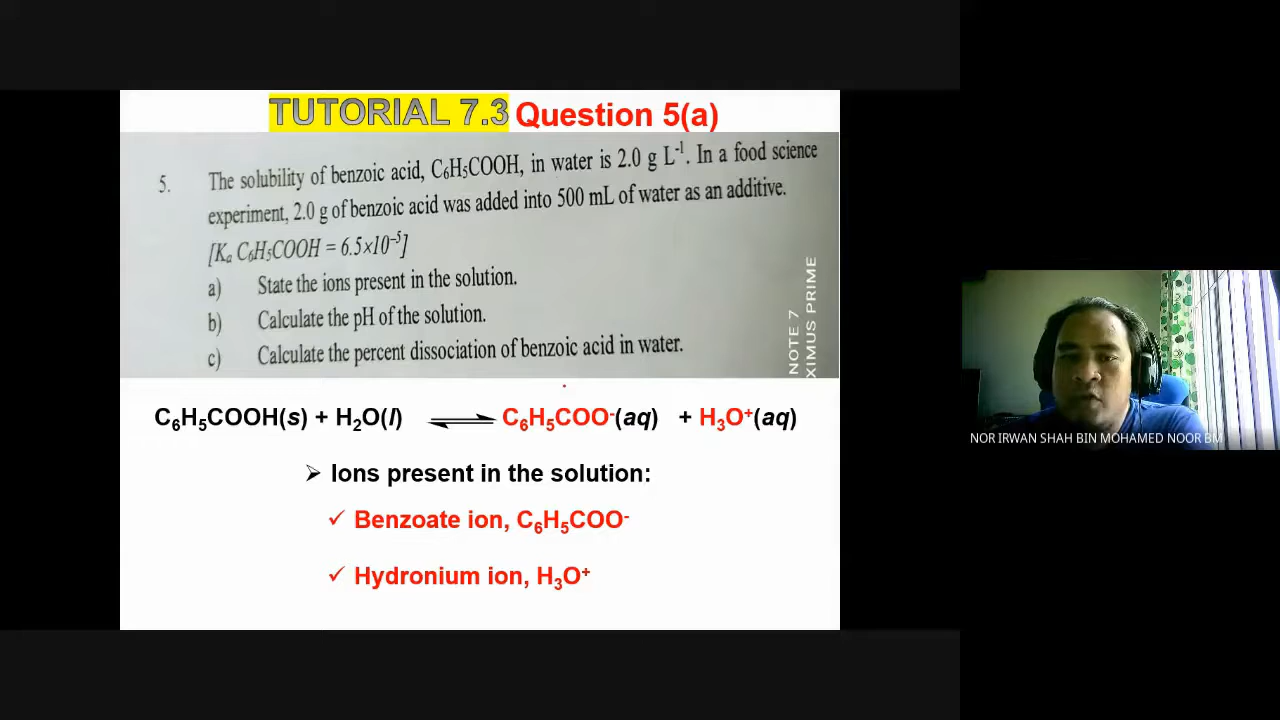 TUTORIAL 7.3 Question 5(a)
5. The solubility of benzoic acid, C₆H₅COOH, in water is 2.0 g L⁻¹. In a food science
experiment, 2.0 g of benzoic acid was added into 500 mL of water as an additive.
[Kₐ C₆H₅COOH = 6.5×10⁻⁵]
a) State the ions present in the solution.
b) Calculate the pH of the solution.
c) Calculate the percent dissociation of benzoic acid in water.
NOTE 7
XIMUS PRIME
C₆H₅COOH(s) + H₂O(l) ⇌ C₆H₅COO⁻(aq) + H₃O⁺(aq)
➢ Ions present in the solution:
✓ Benzoate ion, C₆H₅COO⁻
✓ Hydronium ion, H₃O⁺
NOR IRWAN SHAH BIN MOHAMED NOOR BM